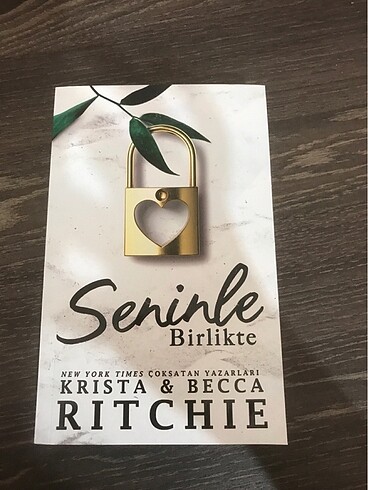 Seninle
Birlikte
NEW YORK TIMES ÇOKSATAN YAZARLARI
KRISTA & BECCA
RITCHIE